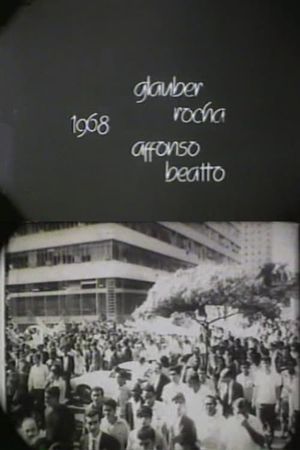 glauber
rocha
1968
affonso
beatto